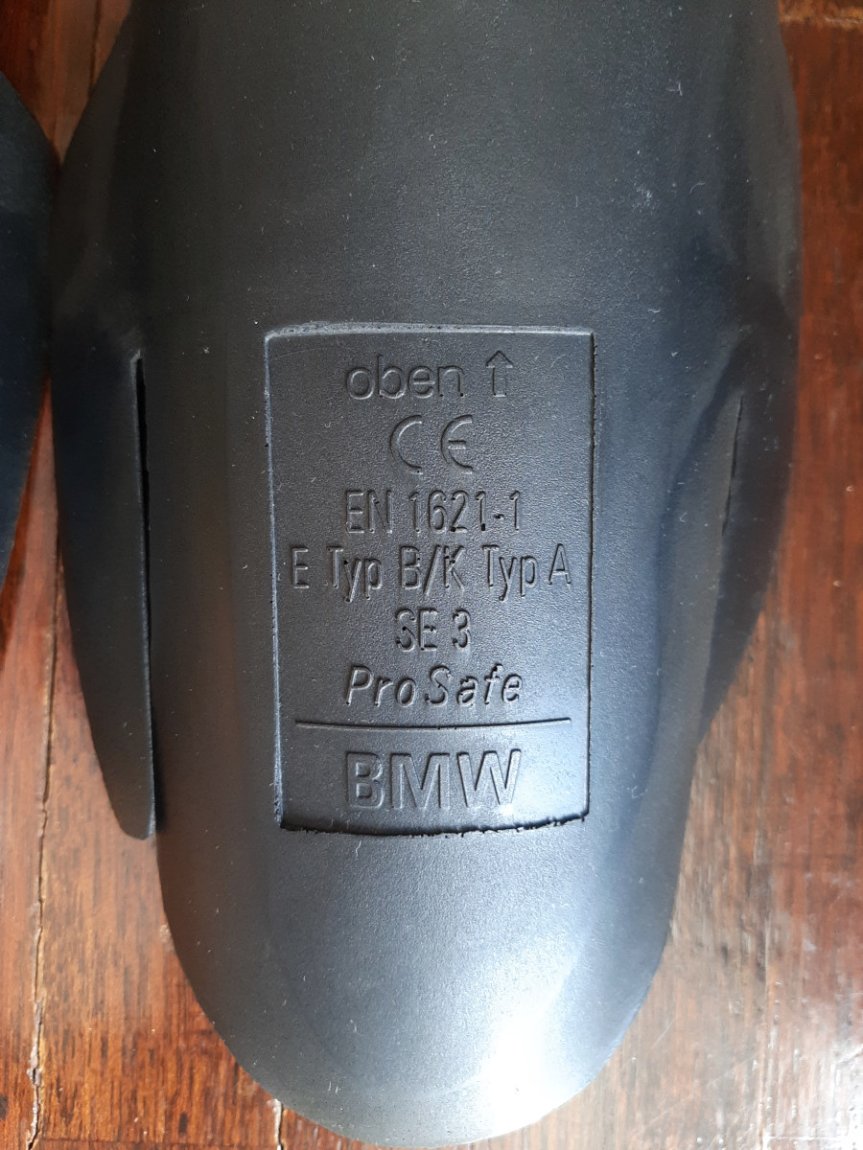 oben ⇧
CE
EN 1621-1
E Typ B/K Typ A
SE 3
ProSafe
BMW